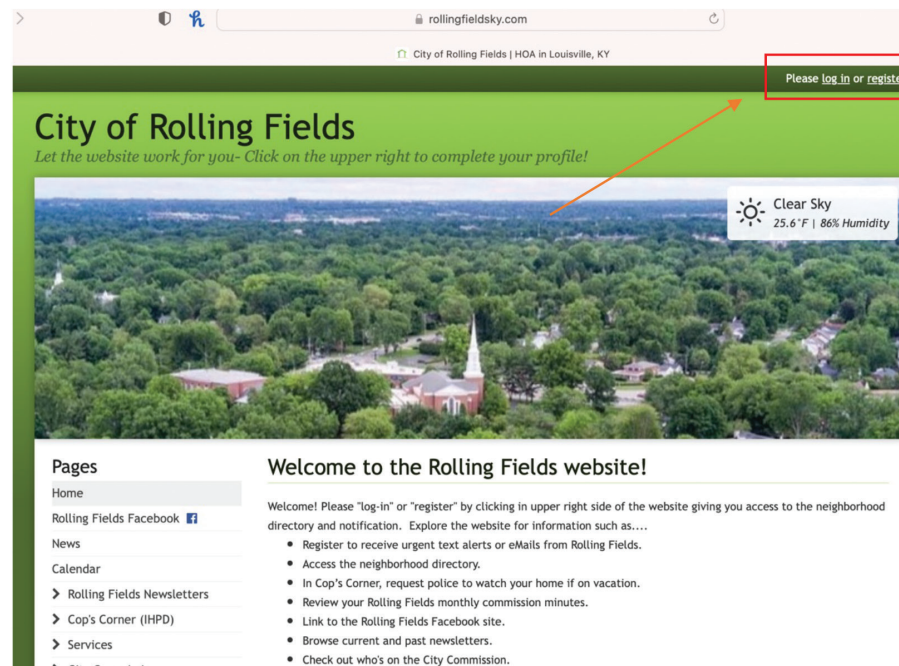 rollingfieldsky.com
City of Rolling Fields | HOA in Louisville, KY
Please log in or registe
City of Rolling Fields
Let the website work for you- Click on the upper right to complete your profile!
Clear Sky
25.6°F | 86% Humidity
Pages
Home
Rolling Fields Facebook
News
Calendar
Rolling Fields Newsletters
Cop's Corner (IHPD)
Services
Welcome to the Rolling Fields website!
Welcome! Please "log-in" or "register" by clicking in upper right side of the website giving you access to the neighborhood
directory and notification. Explore the website for information such as....
Register to receive urgent text alerts or eMails from Rolling Fields.
Access the neighborhood directory.
In Cop's Corner, request police to watch your home if on vacation.
Review your Rolling Fields monthly commission minutes.
Link to the Rolling Fields Facebook site.
Browse current and past newsletters.
Check out who's on the City Commission.